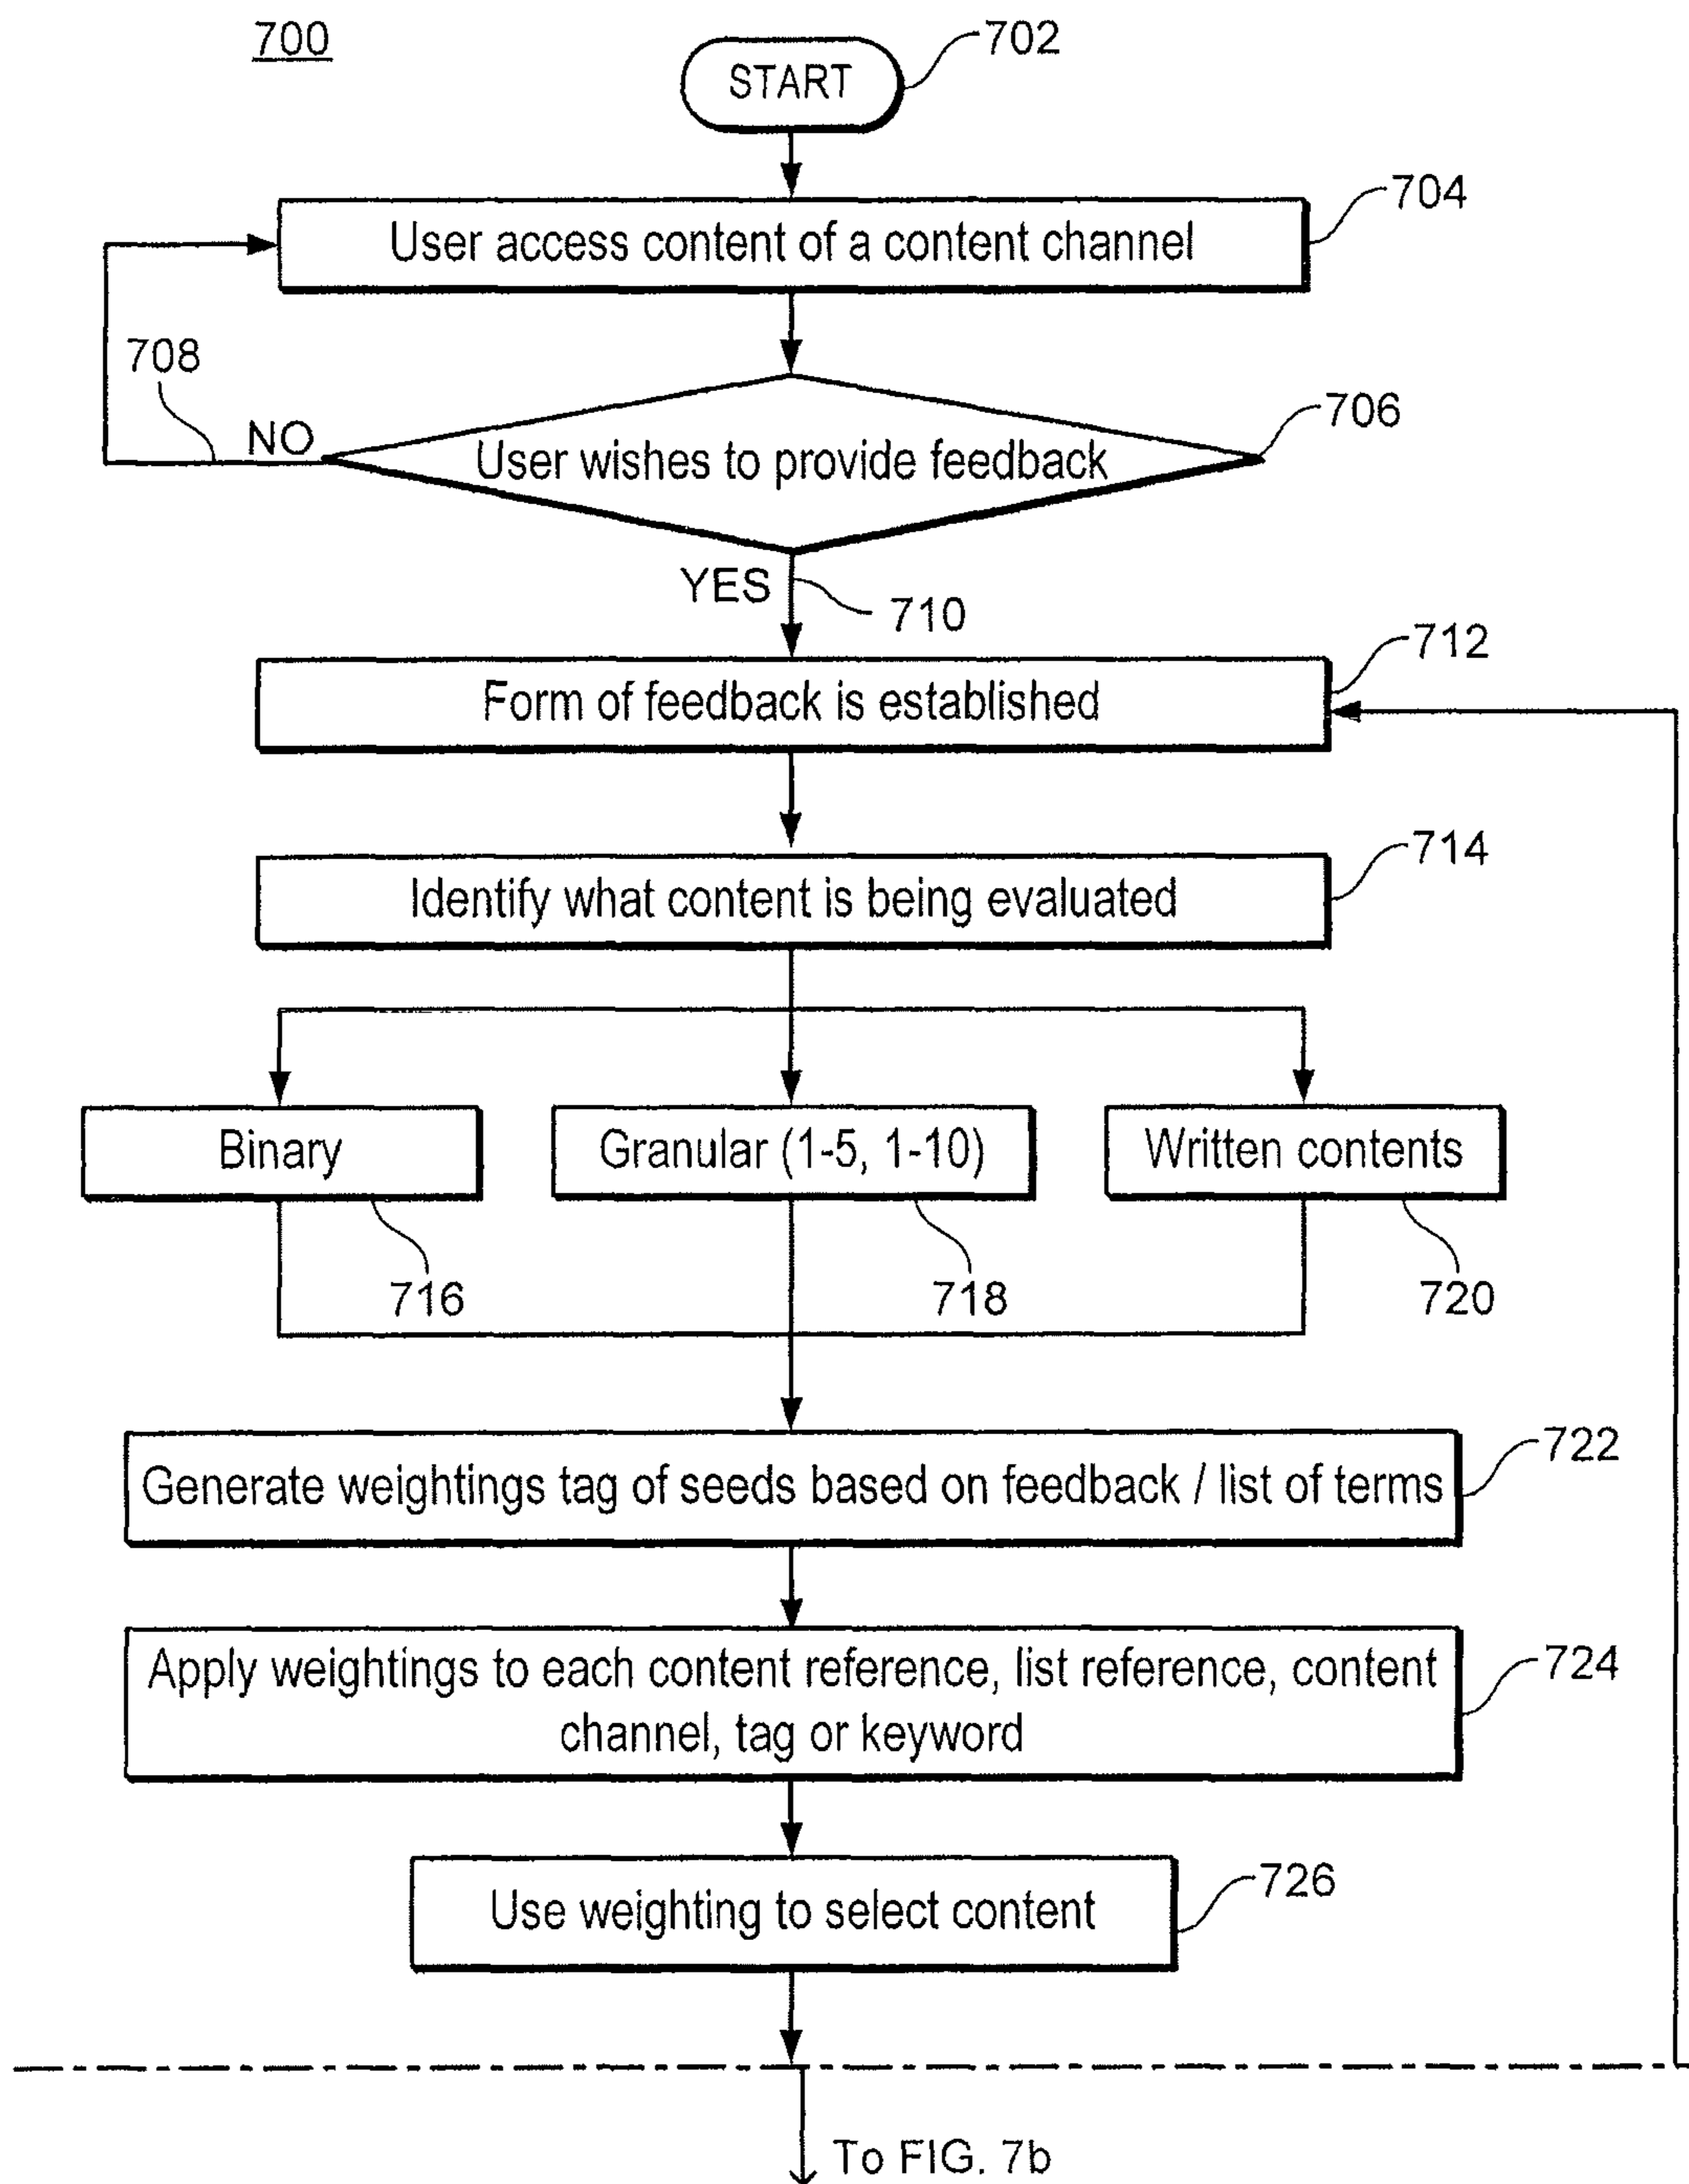 700
START
702
User access content of a content channel
704
708
NO
User wishes to provide feedback
706
YES
710
Form of feedback is established
712
Identify what content is being evaluated
714
Binary
Granular (1-5, 1-10)
Written contents
716
718
720
Generate weightings tag of seeds based on feedback / list of terms
722
Apply weightings to each content reference, list reference, content
channel, tag or keyword
724
Use weighting to select content
726
To FIG. 7b